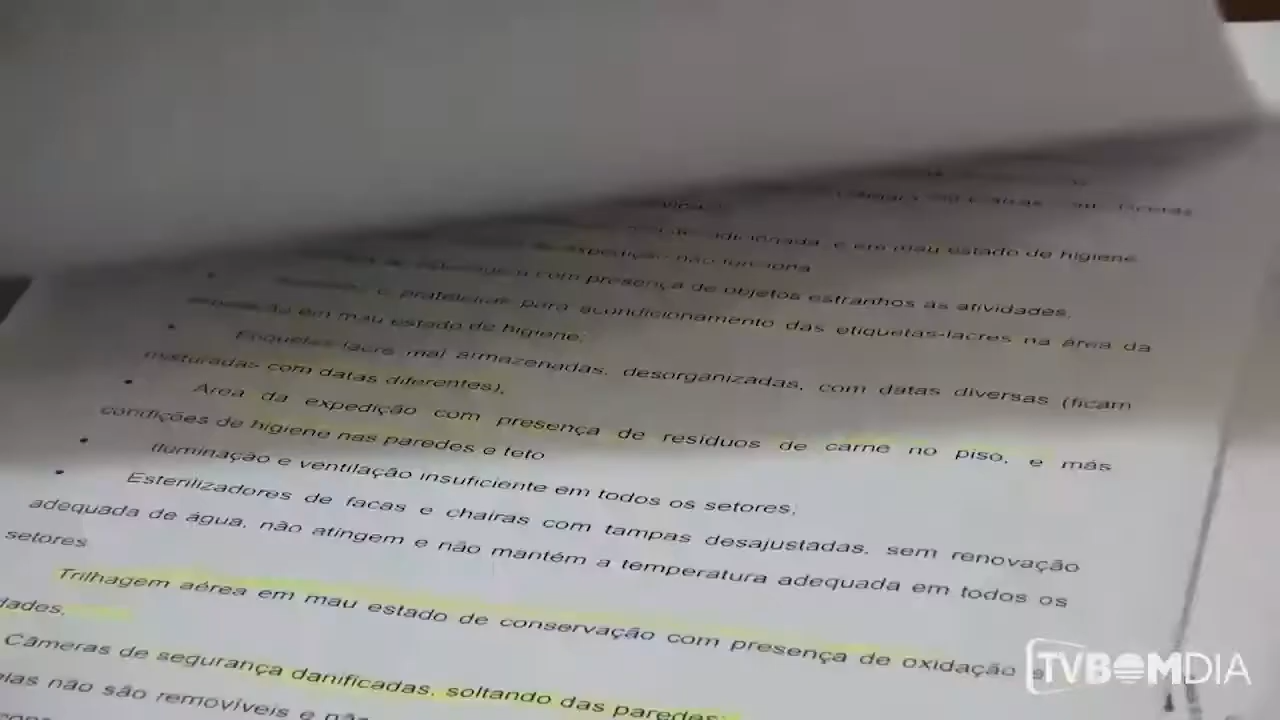 e em mau estado de higiene
expedição não funciona
com presença de objetos estranhos às atividades.
e prateleiras para acondicionamento das etiquetas-lacres na área da
em mau estado de higiene;
Etiquetas-lacre mal armazenadas, desorganizadas, com datas diversas (ficam
misturadas com datas diferentes),
Área da expedição com presença de resíduos de carne no piso, e más
condições de higiene nas paredes e teto
Iluminação e ventilação insuficiente em todos os setores,
Esterilizadores de facas e chairas com tampas desajustadas, sem renovação
adequada de água, não atingem e não mantém a temperatura adequada em todos os
setores
Trilhagem aérea em mau estado de conservação com presença de oxidação e
dades,
Câmeras de segurança danificadas, soltando das paredes;
não são removíveis e
TVBOMDIA